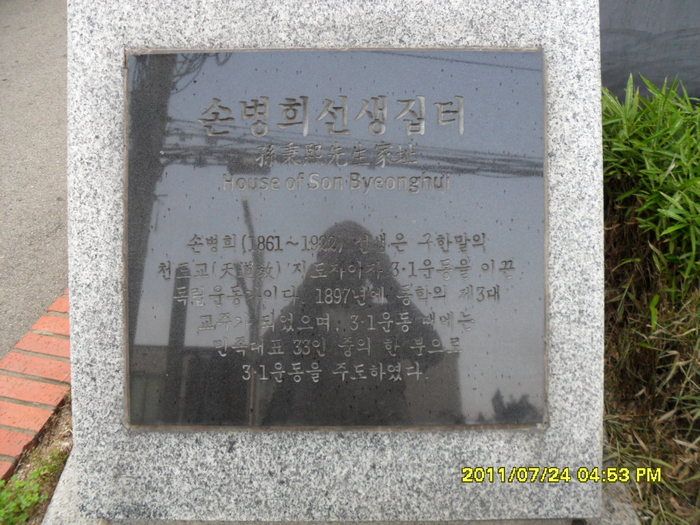 손병희선생집터
孫秉熙先生家址
House of Son Byeonghui
손병희(1861~1922) 선생은 구한말의
천도교(天道敎) 지도자이자 3·1운동을 이끈
독립운동가이다. 1897년에 동학의 제3대
교주가 되었으며, 3·1운동 때에는
민족대표 33인 중의 한 분으로
3·1운동을 주도하였다.
2011/07/24 04:53 PM